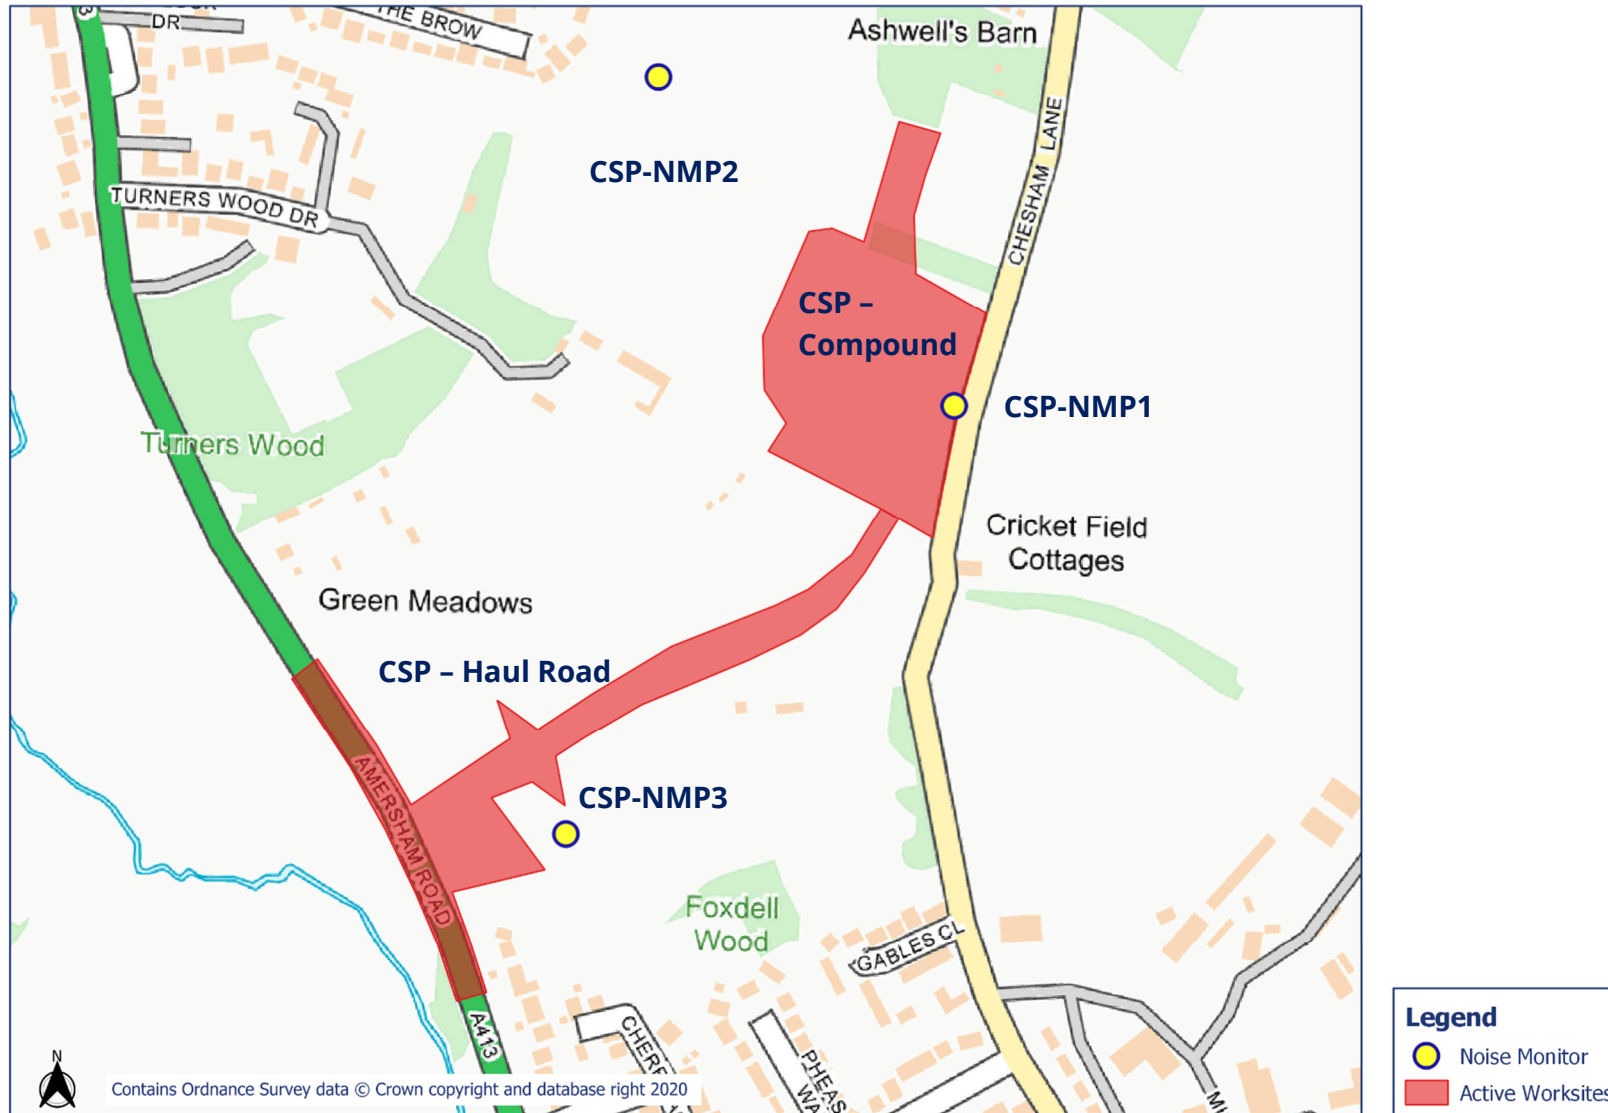 DR
THE BROW
Ashwell's Barn
CSP-NMP2
CHESHAM LANE
TURNERS WOOD DR
CSP –
Compound
CSP-NMP1
Turners Wood
Cricket Field
Cottages
Green Meadows
CSP – Haul Road
AMERSHAM ROAD
CSP-NMP3
Foxdell
Wood
GABLES CL
A413
N
Contains Ordnance Survey data © Crown copyright and database right 2020
Legend
Noise Monitor
Active Worksites